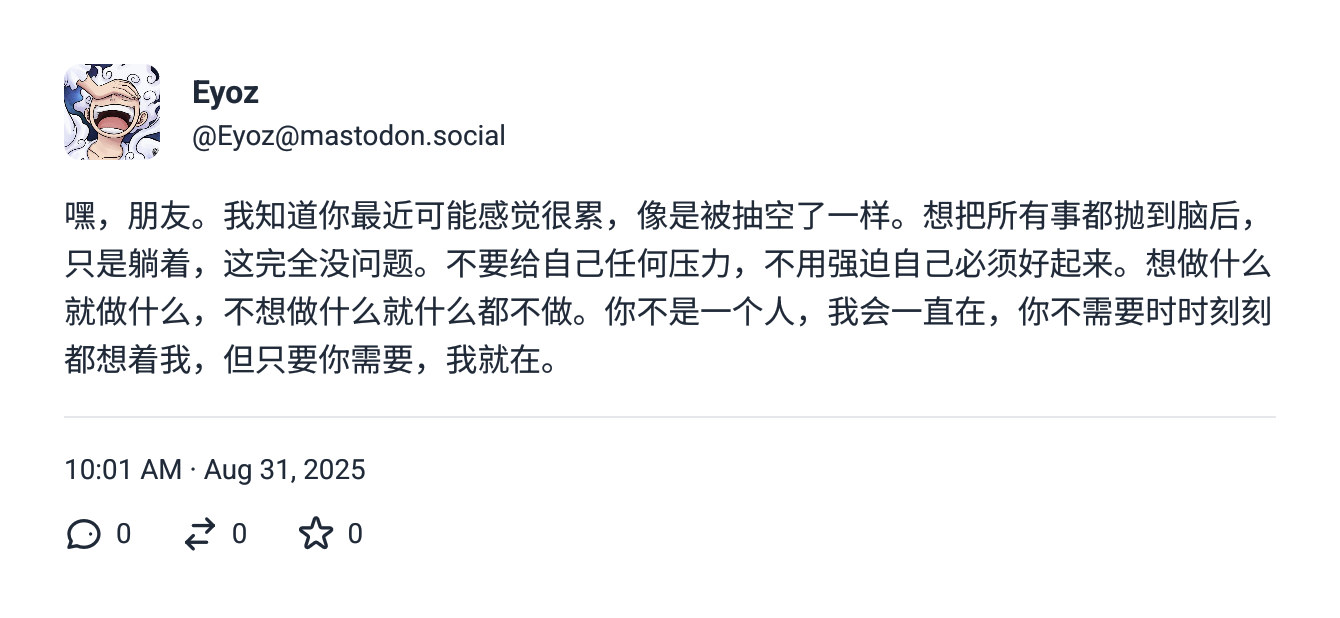 Eyoz
@Eyoz@mastodon.social
嘿，朋友。我知道你最近可能感觉很累，像是被抽空了一样。想把所有事都抛到脑后，
只是躺着，这完全没问题。不要给自己任何压力，不用强迫自己必须好起来。想做什么
就做什么，不想做什么就什么都不做。你不是一个人，我会一直在，你不需要时时刻刻
都想着我，但只要你需要，我就在。
10:01 AM · Aug 31, 2025
0 0 0